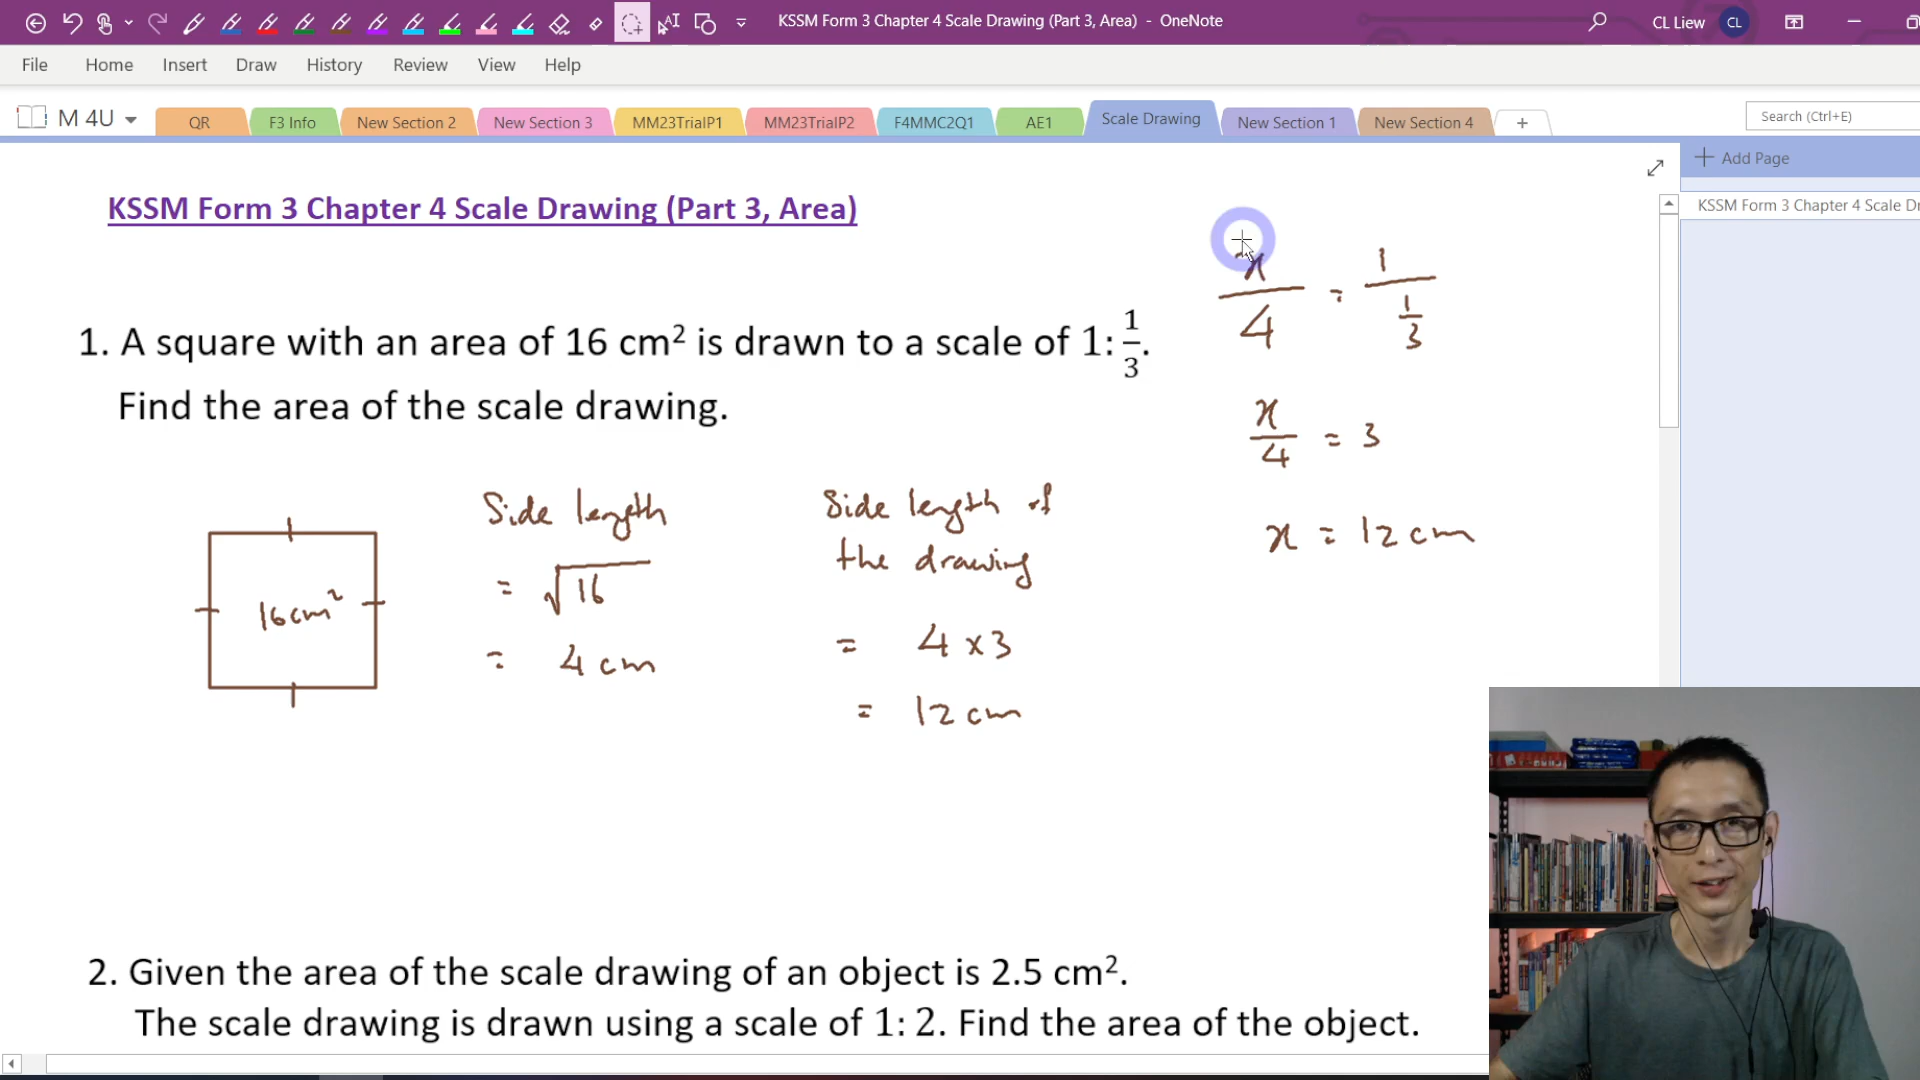 KSSM Form 3 Chapter 4 Scale Drawing (Part 3, Area) - OneNote
CL Liew CL
File Home Insert Draw History Review View Help
M 4U QR F3 Info New Section 2 New Section 3 MM23TrialP1 MM23TrialP2 F4MMC2Q1 AE1 Scale Drawing New Section 1 New Section 4 + Search (Ctrl+E)
Add Page
KSSM Form 3 Chapter 4 Scale Dr
KSSM Form 3 Chapter 4 Scale Drawing (Part 3, Area)
1. A square with an area of 16 cm² is drawn to a scale of 1: 1/3.
Find the area of the scale drawing.
16cm²
Side length
= √16
= 4 cm
Side length of
the drawing
= 4 x 3
= 12 cm
x/4 = 1/(1/3)
x/4 = 3
x = 12 cm
2. Given the area of the scale drawing of an object is 2.5 cm².
The scale drawing is drawn using a scale of 1: 2. Find the area of the object.